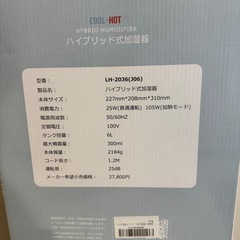 COOL·HOT
HYBRID HUMIDIFIER
ハイブリッド式加湿器
型番: LH-2036(J06)
品名: ハイブリッド式加湿器
本体サイズ: 227mm*208mm*310mm
消費電力: 25W(普通運転) 105W(加熱モード)
電源周波数: 50/60HZ
定額電圧: 100V
タンク容量: 6L
最大噴霧量: 300ml
本体重量: 2184g
コード長さ: 1.2M
運転音: 25dB
メーカー希望小売価格: 27,800円